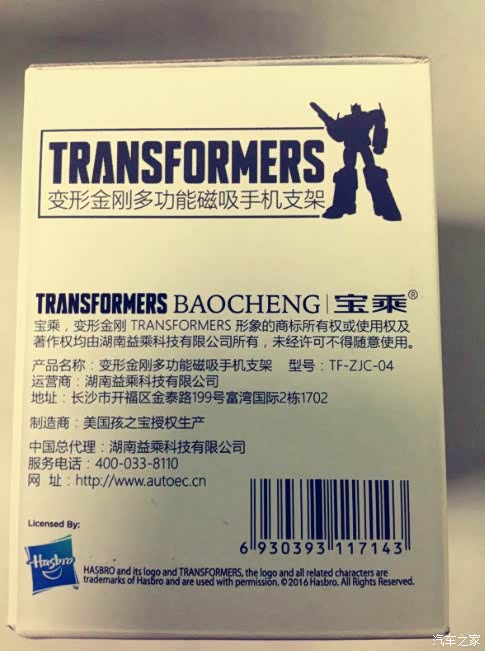 TRANSFORMERS
变形金刚多功能磁吸手机支架
TRANSFORMERS BAOCHENG | 宝乘®
宝乘，变形金刚 TRANSFORMERS 形象的商标所有权或使用权及
著作权均由湖南益乘科技有限公司所有，未经许可不得随意使用。
产品名称：变形金刚多功能磁吸手机支架 型号：TF-ZJC-04
运营商：湖南益乘科技有限公司
地址：长沙市开福区金泰路199号富湾国际2栋1702
制造商：美国孩之宝授权生产
中国总代理：湖南益乘科技有限公司
服务电话：400-033-8110
网 址：http://www.autoec.cn
6 930393 117143
Licensed By:
Hasbro
TM
HASBRO and its logo and TRANSFORMERS, the logo and all related characters are
trademarks of Hasbro and are used with permission. ©2016 Hasbro. All Rights Reserved.
汽车之家